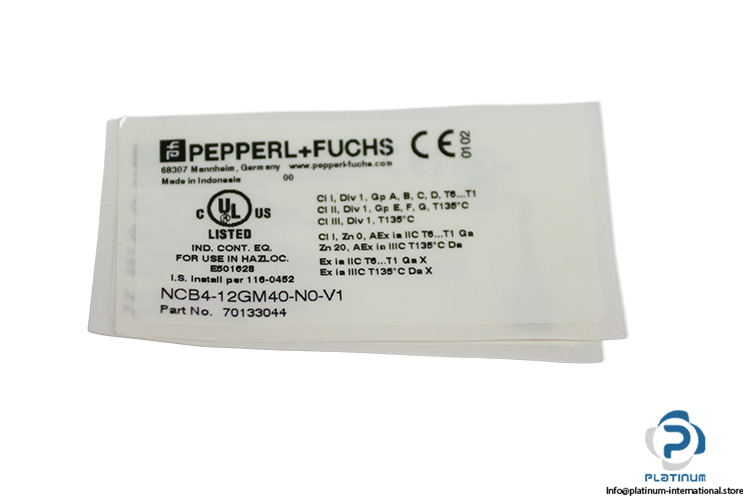 PEPPERL+FUCHS CE 0102
68307 Mannheim, Germany www.pepperl-fuchs.com
Made in Indonesia 00
C UL US
LISTED
IND. CONT. EQ.
FOR USE IN HAZLOC.
E501628
I.S. Install per 116-0452
Cl I, Div 1, Gp A, B, C, D, T6...T1
Cl II, Div 1, Gp E, F, G, T135°C
Cl III, Div 1, T135°C
Cl I, Zn 0, AEx ia IIC T6...T1 Ga
Zn 20, AEx ia IIIC T135°C Da
Ex ia IIC T6...T1 Ga X
Ex ia IIIC T135°C Da X
NCB4-12GM40-N0-V1
Part No. 70133044
PLATINUM
Info@platinum-international.store